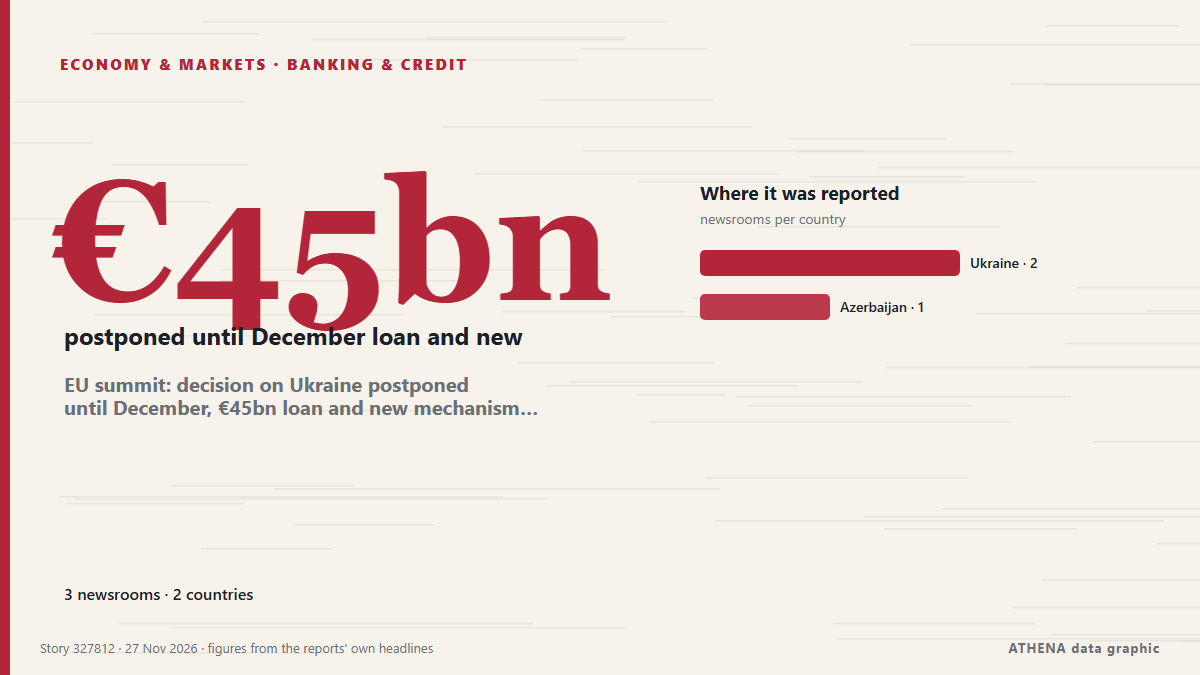 ECONOMY & MARKETS · BANKING & CREDIT
€45bn
postponed until December loan and new
EU summit: decision on Ukraine postponed
until December, €45bn loan and new mechanism…
Where it was reported
newsrooms per country
Ukraine · 2
Azerbaijan · 1
3 newsrooms · 2 countries
Story 327812 · 27 Nov 2026 · figures from the reports' own headlines
ATHENA data graphic